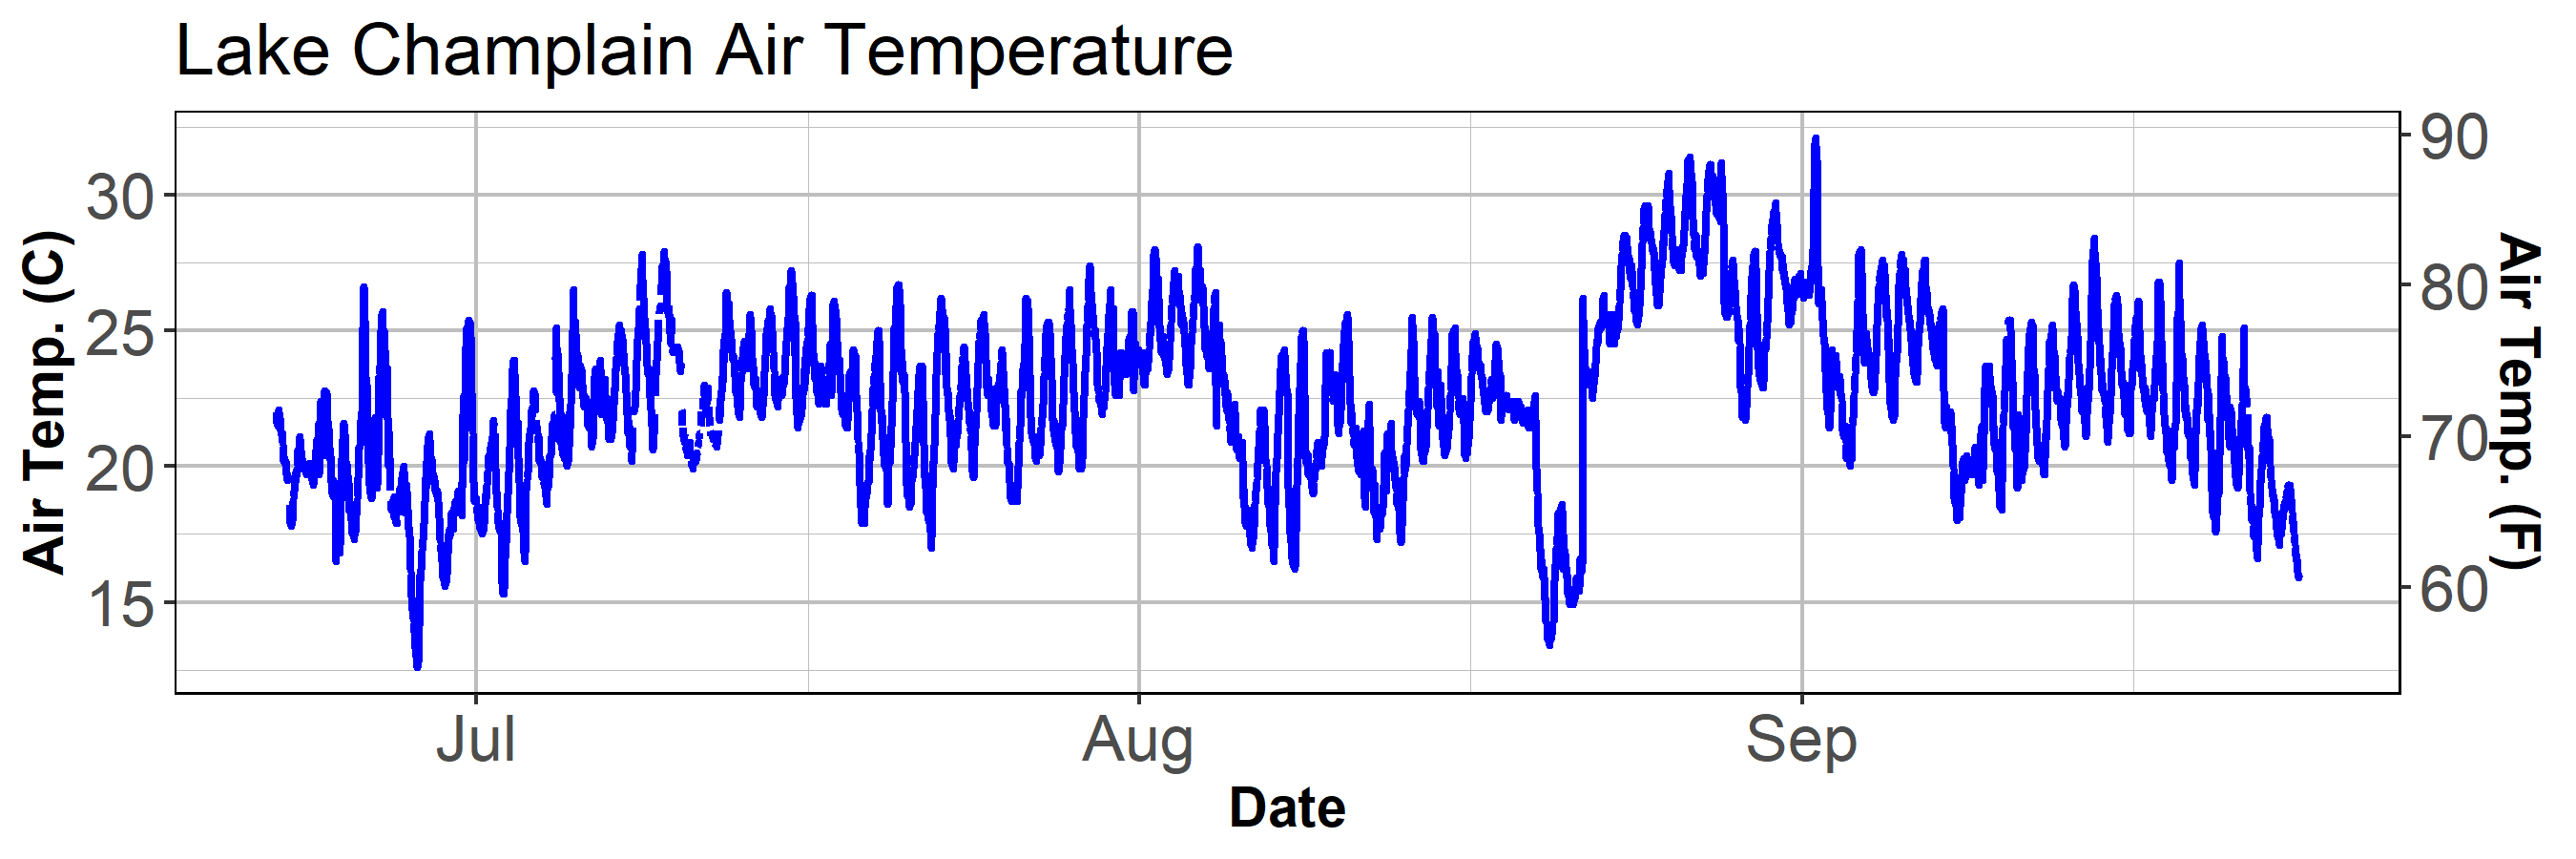 Lake Champlain Air Temperature
Air Temp. (C)
30
25
20
15
90
80
70
60
Air Temp. (F)
Jul Aug Sep
Date